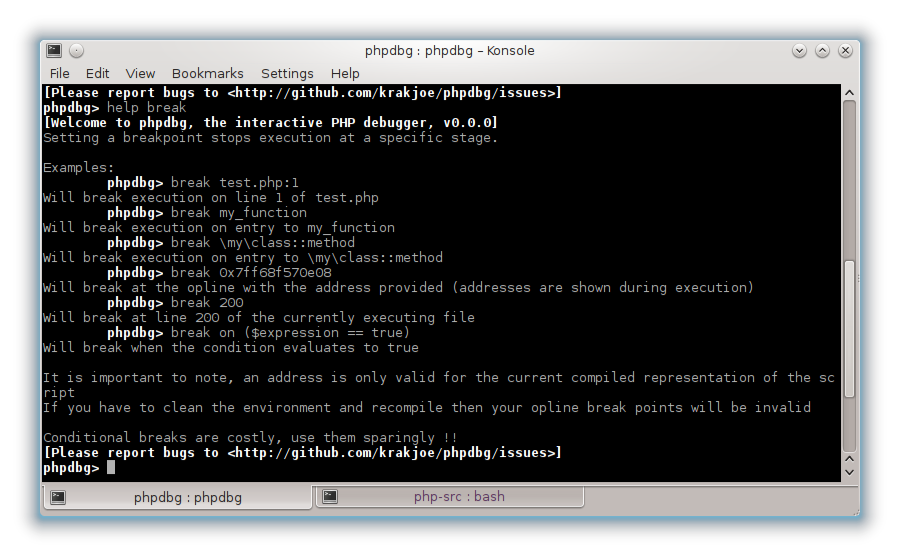 phpdbg : phpdbg – Konsole
File Edit View Bookmarks Settings Help
[Please report bugs to <http://github.com/krakjoe/phpdbg/issues>]
phpdbg> help break
[Welcome to phpdbg, the interactive PHP debugger, v0.0.0]
Setting a breakpoint stops execution at a specific stage.
Examples:
phpdbg> break test.php:1
Will break execution on line 1 of test.php
phpdbg> break my_function
Will break execution on entry to my_function
phpdbg> break \my\class::method
Will break execution on entry to \my\class::method
phpdbg> break 0x7ff68f570e08
Will break at the opline with the address provided (addresses are shown during execution)
phpdbg> break 200
Will break at line 200 of the currently executing file
phpdbg> break on ($expression == true)
Will break when the condition evaluates to true
It is important to note, an address is only valid for the current compiled representation of the sc
ript
If you have to clean the environment and recompile then your opline break points will be invalid
Conditional breaks are costly, use them sparingly !!
[Please report bugs to <http://github.com/krakjoe/phpdbg/issues>]
phpdbg>
phpdbg : phpdbg
php-src : bash